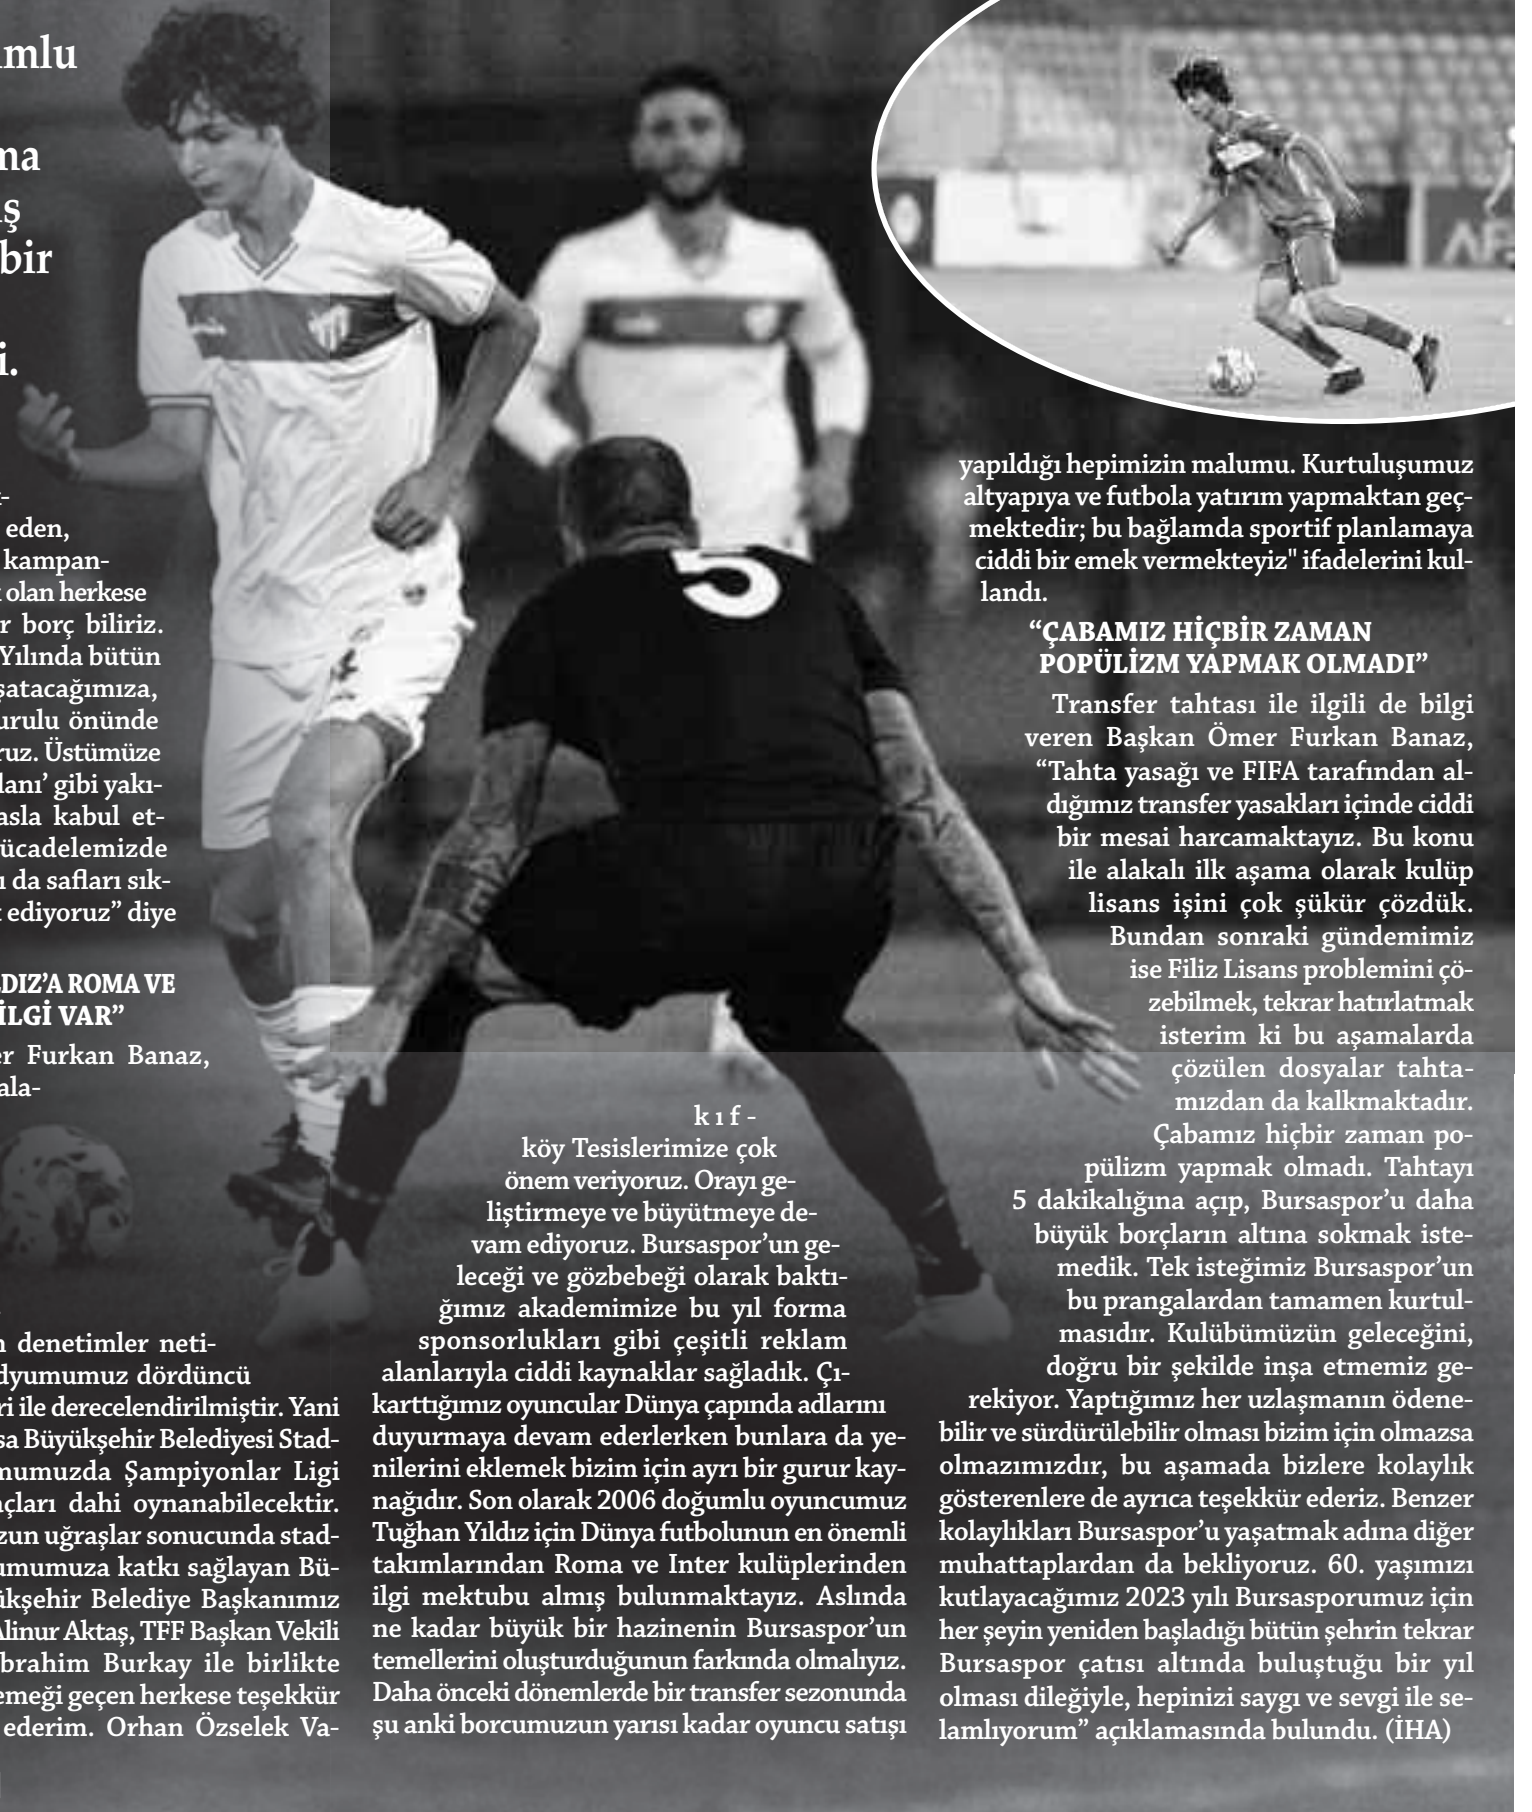 mlu
ma
ş
bir
i.
eden,
kampan-
olan herkese
r borç biliriz.
Yılında bütün
şatacağımıza,
urulu önünde
ruz. Üstümüze
lanı’ gibi yakı-
asla kabul et-
ücadelemizde
ı da safları sık-
ediyoruz” diye
LDIZ’A ROMA VE
İLGİ VAR”
er Furkan Banaz,
ala-
n denetimler neti-
dyumumuz dördüncü
ri ile derecelendirilmiştir. Yani
sa Büyükşehir Belediyesi Stad-
mumuzda Şampiyonlar Ligi
açları dahi oynanabilecektir.
zun uğraşlar sonucunda stad-
umumuza katkı sağlayan Bü-
ükşehir Belediye Başkanımız
Alinur Aktaş, TFF Başkan Vekili
İbrahim Burkay ile birlikte
emeği geçen herkese teşekkür
ederim. Orhan Özselek Va-
kıf-
köy Tesislerimize çok
önem veriyoruz. Orayı ge-
liştirmeye ve büyütmeye de-
vam ediyoruz. Bursaspor’un ge-
leceği ve gözbebeği olarak baktı-
ğımız akademimize bu yıl forma
sponsorlukları gibi çeşitli reklam
alanlarıyla ciddi kaynaklar sağladık. Çı-
karttığımız oyuncular Dünya çapında adlarını
duyurmaya devam ederlerken bunlara da ye-
nilerini eklemek bizim için ayrı bir gurur kay-
nağıdır. Son olarak 2006 doğumlu oyuncumuz
Tuğhan Yıldız için Dünya futbolunun en önemli
takımlarından Roma ve Inter kulüplerinden
ilgi mektubu almış bulunmaktayız. Aslında
ne kadar büyük bir hazinenin Bursaspor’un
temellerini oluşturduğunun farkında olmalıyız.
Daha önceki dönemlerde bir transfer sezonunda
şu anki borcumuzun yarısı kadar oyuncu satışı
yapıldığı hepimizin malumu. Kurtuluşumuz
altyapıya ve futbola yatırım yapmaktan geç-
mektedir; bu bağlamda sportif planlamaya
ciddi bir emek vermekteyiz" ifadelerini kul-
landı.
“ÇABAMIZ HİÇBİR ZAMAN
POPÜLİZM YAPMAK OLMADI”
Transfer tahtası ile ilgili de bilgi
veren Başkan Ömer Furkan Banaz,
“Tahta yasağı ve FIFA tarafından al-
dığımız transfer yasakları içinde ciddi
bir mesai harcamaktayız. Bu konu
ile alakalı ilk aşama olarak kulüp
lisans işini çok şükür çözdük.
Bundan sonraki gündemimiz
ise Filiz Lisans problemini çö-
zebilmek, tekrar hatırlatmak
isterim ki bu aşamalarda
çözülen dosyalar tahta-
mızdan da kalkmaktadır.
Çabamız hiçbir zaman po-
pülizm yapmak olmadı. Tahtayı
5 dakikalığına açıp, Bursaspor’u daha
büyük borçların altına sokmak iste-
medik. Tek isteğimiz Bursaspor’un
bu prangalardan tamamen kurtul-
masıdır. Kulübümüzün geleceğini,
doğru bir şekilde inşa etmemiz ge-
rekiyor. Yaptığımız her uzlaşmanın ödene-
bilir ve sürdürülebilir olması bizim için olmazsa
olmazımızdır, bu aşamada bizlere kolaylık
gösterenlere de ayrıca teşekkür ederiz. Benzer
kolaylıkları Bursaspor’u yaşatmak adına diğer
muhattaplardan da bekliyoruz. 60. yaşımızı
kutlayacağımız 2023 yılı Bursasporumuz için
her şeyin yeniden başladığı bütün şehrin tekrar
Bursaspor çatısı altında buluştuğu bir yıl
olması dileğiyle, hepinizi saygı ve sevgi ile se-
lamlıyorum” açıklamasında bulundu. (İHA)
5